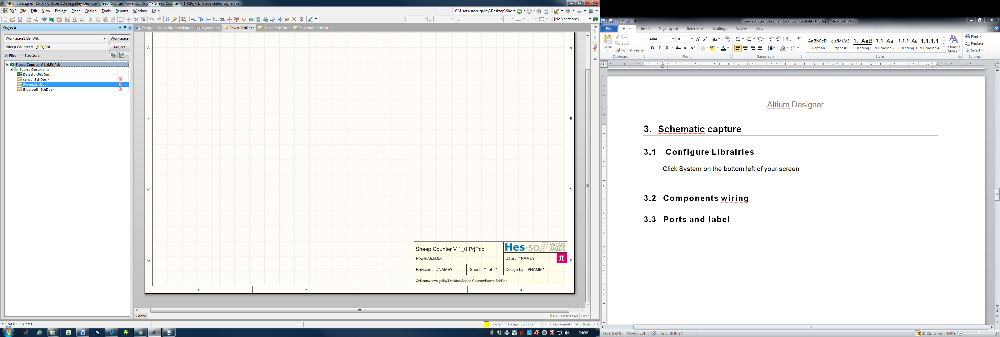 Altium Designer (16.0) - C:\Users\steve.gallay\Desktop\Sheep Counter\Power.SchDoc * - Sheep Counter V 1_0.PrjPcb. Steve Gallay signed in.
DXP File Edit View Project Place Design Tools Reports Window Help
C:\Users\steve.gallay\Desktop\She
[No Variations]
Projects
Workspace1.DsnWrk
Workspace
Sheep Counter V 1_0.PrjPcb
Project
Files Structure
Sheep Counter V 1_0.PrjPcb
Source Documents
Detector.PcbDoc
sensor.SchDoc *
Power.SchDoc *
Bluetooth.SchDoc *
Design Rule Verification Report MyAccount Power.SchDoc * sensor.SchDoc * Bluetooth.SchDoc *
Favorites
Clipboard
A A
B B
C C
D D
1 2 3 4
Sheep Counter V 1_0.PrjPcb
Hes·so// VALAIS WALLIS
Power.SchDoc
Date : #NAME?
π
Revision : #NAME?
Sheet * of *
Design by : #NAME?
C:\Users\steve.gallay\Desktop\Sheep Counter\Power.SchDoc
Editor
Mask Level Clear
X:1150 Y:11 Grid:1
System Design Compiler SCH Instruments Shortcuts >>
14:59
Guide Altium Designer.docx [Compatibility Mode] - Microsoft Word
File Home Insert Page Layout References Mailings Review View
Paste
Cut
Copy
Format Painter
Clipboard
Arial 10
B I U abc x₂ x²
Font
Paragraph
AaBbCcD AaBbCcL 1. AaB 1.1 Aal 1.1.1 Aa 1.1.1.1
¶ Caption Emphasis ¶ Heading 1 ¶ Heading 2 ¶ Heading 3 ¶ Heading 4
Styles
Change Styles
Find
Replace
Select
Editing
Altium Designer
3. Schematic capture
3.1 Configure Librairies
Click System on the bottom left of your screen
3.2 Components wiring
3.3 Ports and label
Page: 5 of 8 Words: 334 English (U.S.) 160%